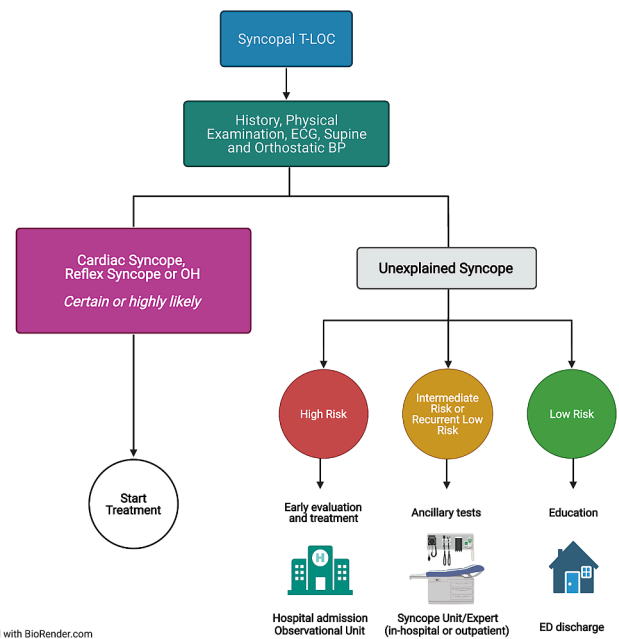 Syncopal T-LOC
History, Physical
Examination, ECG, Supine
and Orthostatic BP
Cardiac Syncope,
Reflex Syncope or OH
Certain or highly likely
Unexplained Syncope
High Risk
Intermediate
Risk or
Recurrent Low
Risk
Low Risk
Start
Treatment
Early evaluation
and treatment
Ancillary tests
Education
H
Hospital admission
Observational Unit
Syncope Unit/Expert
(in-hospital or outpatient)
ED discharge
with BioRender.com